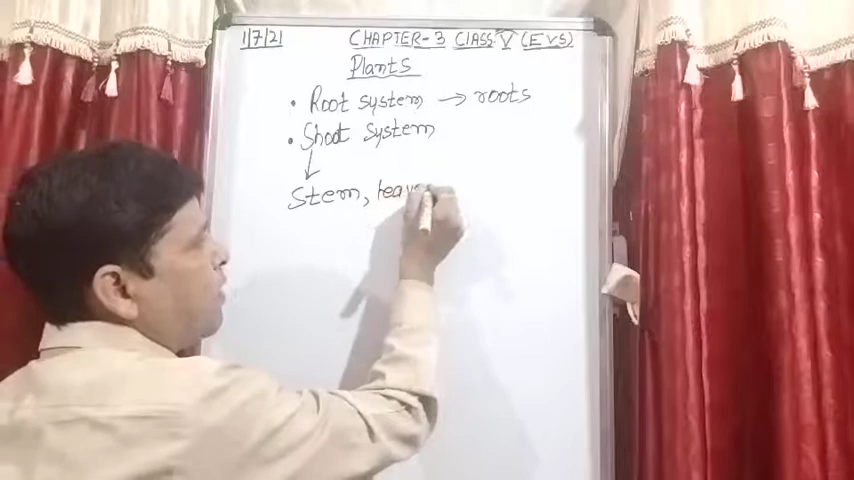 1/7/21 CHAPTER-3 CLASS-V (EVS)
Plants
• Root system → roots
• Shoot system
↓
Stem, leav